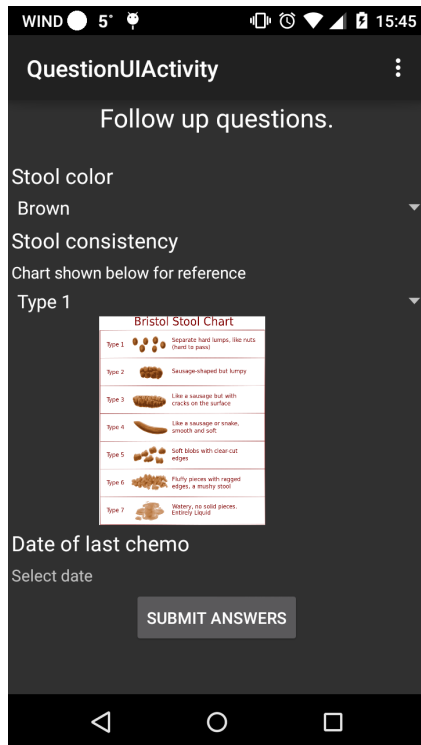 WIND 5° 15:45
QuestionUIActivity
Follow up questions.
Stool color
Brown
Stool consistency
Chart shown below for reference
Type 1
Bristol Stool Chart
Type 1 Separate hard lumps, like nuts
(hard to pass)
Type 2 Sausage-shaped but lumpy
Type 3 Like a sausage but with
cracks on the surface
Type 4 Like a sausage or snake,
smooth and soft
Type 5 Soft blobs with clear-cut
edges
Type 6 Fluffy pieces with ragged
edges, a mushy stool
Type 7 Watery, no solid pieces.
Entirely Liquid
Date of last chemo
Select date
SUBMIT ANSWERS